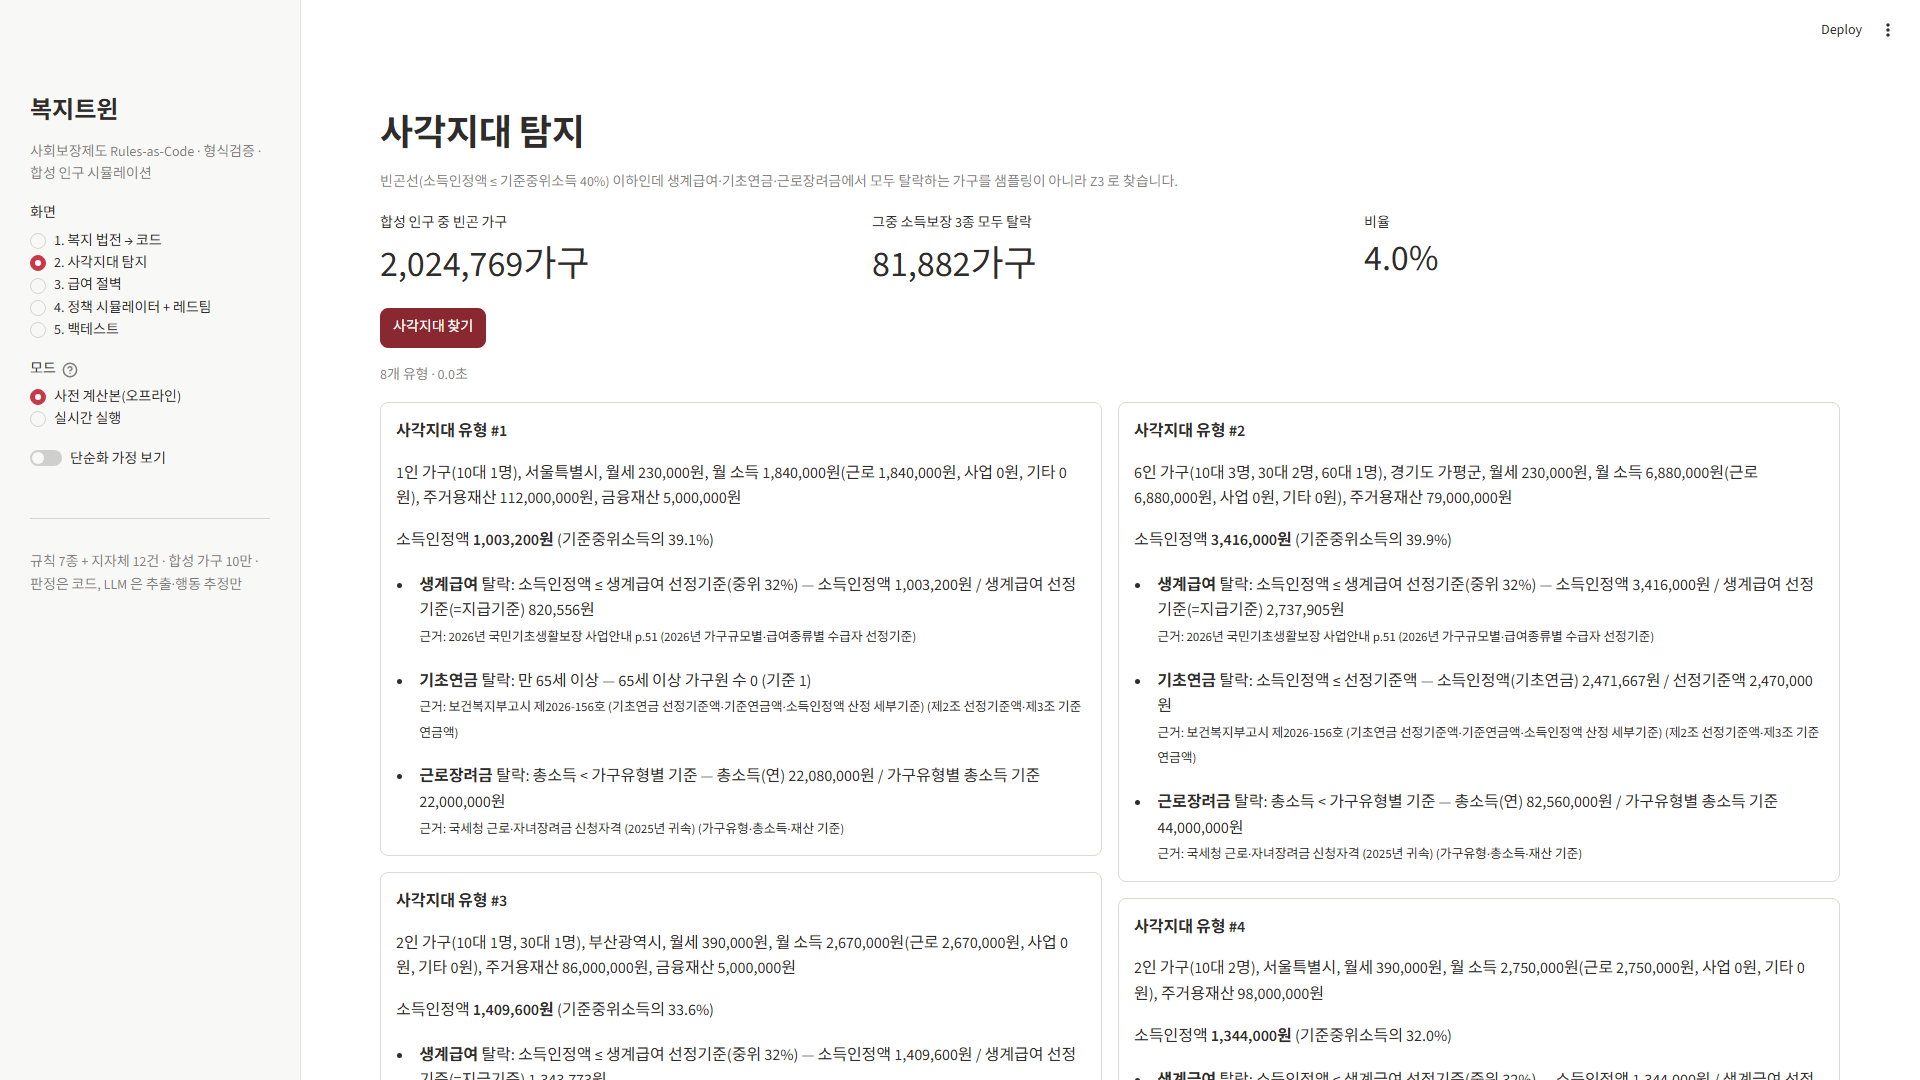 Deploy
복지트윈
사회보장제도 Rules-as-Code · 형식검증 ·
합성 인구 시뮬레이션
화면
1. 복지 법전 → 코드
2. 사각지대 탐지
3. 급여 절벽
4. 정책 시뮬레이터 + 레드팀
5. 백테스트
모드
사전 계산본(오프라인)
실시간 실행
단순화 가정 보기
규칙 7종 + 지자체 12건 · 합성 가구 10만 ·
판정은 코드, LLM 은 추출·행동 추정만
사각지대 탐지
빈곤선(소득인정액 ≤ 기준중위소득 40%) 이하인데 생계급여·기초연금·근로장려금에서 모두 탈락하는 가구를 샘플링이 아니라 Z3 로 찾습니다.
합성 인구 중 빈곤 가구
2,024,769가구
그중 소득보장 3종 모두 탈락
81,882가구
비율
4.0%
사각지대 찾기
8개 유형 · 0.0초
사각지대 유형 #1
1인 가구(10대 1명), 서울특별시, 월세 230,000원, 월 소득 1,840,000원(근로 1,840,000원, 사업 0원, 기타 0
원), 주거용재산 112,000,000원, 금융재산 5,000,000원
소득인정액 1,003,200원 (기준중위소득의 39.1%)
• 생계급여 탈락: 소득인정액 ≤ 생계급여 선정기준(중위 32%) — 소득인정액 1,003,200원 / 생계급여 선정
기준(=지급기준) 820,556원
근거: 2026년 국민기초생활보장 사업안내 p.51 (2026년 가구규모별·급여종류별 수급자 선정기준)
• 기초연금 탈락: 만 65세 이상 — 65세 이상 가구원 수 0 (기준 1)
근거: 보건복지부고시 제2026-156호 (기초연금 선정기준액·기준연금액·소득인정액 산정 세부기준) (제2조 선정기준액·제3조 기준
연금액)
• 근로장려금 탈락: 총소득 < 가구유형별 기준 — 총소득(연) 22,080,000원 / 가구유형별 총소득 기준
22,000,000원
근거: 국세청 근로·자녀장려금 신청자격 (2025년 귀속) (가구유형·총소득·재산 기준)
사각지대 유형 #2
6인 가구(10대 3명, 30대 2명, 60대 1명), 경기도 가평군, 월세 230,000원, 월 소득 6,880,000원(근로
6,880,000원, 사업 0원, 기타 0원), 주거용재산 79,000,000원
소득인정액 3,416,000원 (기준중위소득의 39.9%)
• 생계급여 탈락: 소득인정액 ≤ 생계급여 선정기준(중위 32%) — 소득인정액 3,416,000원 / 생계급여 선정
기준(=지급기준) 2,737,905원
근거: 2026년 국민기초생활보장 사업안내 p.51 (2026년 가구규모별·급여종류별 수급자 선정기준)
• 기초연금 탈락: 소득인정액 ≤ 선정기준액 — 소득인정액(기초연금) 2,471,667원 / 선정기준액 2,470,000
원
근거: 보건복지부고시 제2026-156호 (기초연금 선정기준액·기준연금액·소득인정액 산정 세부기준) (제2조 선정기준액·제3조 기준
연금액)
• 근로장려금 탈락: 총소득 < 가구유형별 기준 — 총소득(연) 82,560,000원 / 가구유형별 총소득 기준
44,000,000원
근거: 국세청 근로·자녀장려금 신청자격 (2025년 귀속) (가구유형·총소득·재산 기준)
사각지대 유형 #3
2인 가구(10대 1명, 30대 1명), 부산광역시, 월세 390,000원, 월 소득 2,670,000원(근로 2,670,000원, 사업 0
원, 기타 0원), 주거용재산 86,000,000원, 금융재산 5,000,000원
소득인정액 1,409,600원 (기준중위소득의 33.6%)
• 생계급여 탈락: 소득인정액 ≤ 생계급여 선정기준(중위 32%) — 소득인정액 1,409,600원 / 생계급여 선정
기준(=지급기준) 1,343,773원
사각지대 유형 #4
2인 가구(10대 2명), 서울특별시, 월세 390,000원, 월 소득 2,750,000원(근로 2,750,000원, 사업 0원, 기타 0
원), 주거용재산 98,000,000원
소득인정액 1,344,000원 (기준중위소득의 32.0%)
• 생계급여 탈락: 소득인정액 ≤ 생계급여 선정기준(중위 32%) — 소득인정액 1,344,000원 / 생계급여 선정